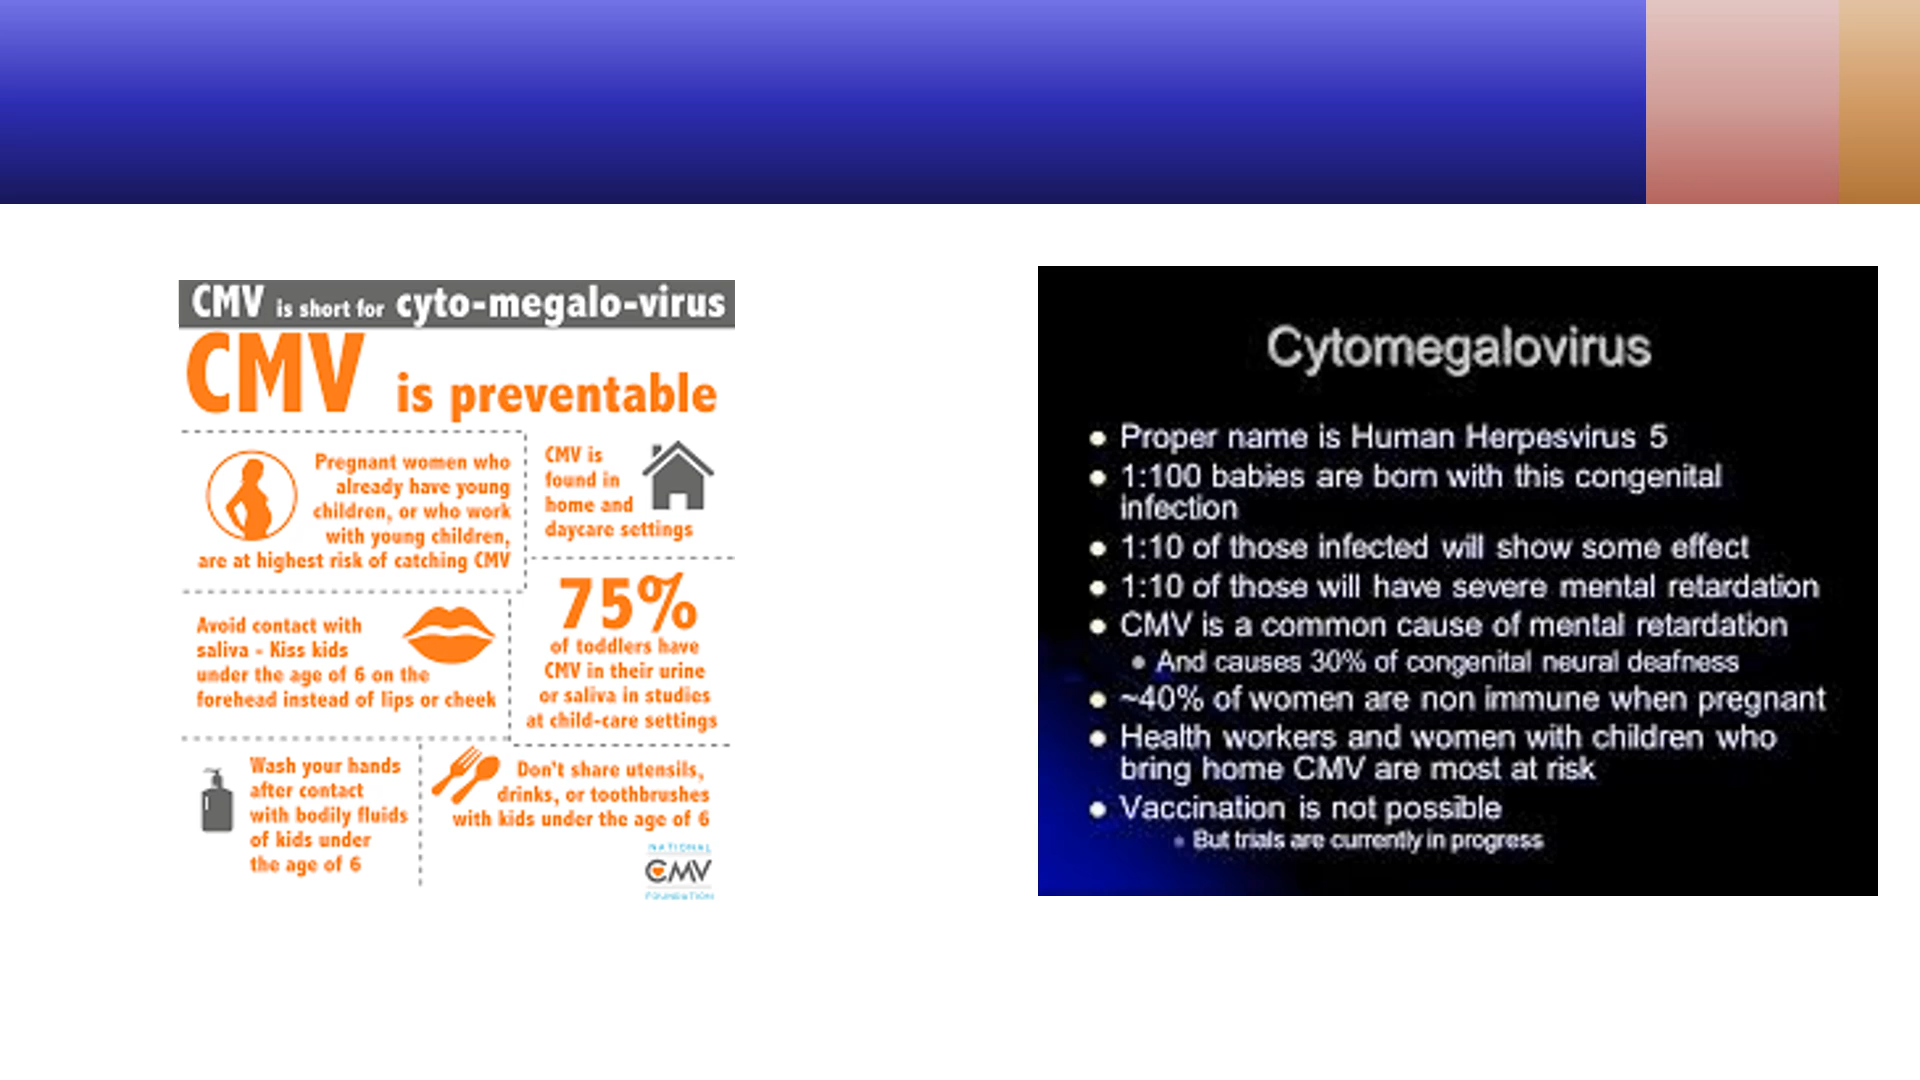 CMV is short for cyto-megalo-virus
CMV is preventable
Pregnant women who
already have young
children, or who work
with young children,
are at highest risk of catching CMV
CMV is
found in
home and
daycare settings
75%
of toddlers have
CMV in their urine
or saliva in studies
at child-care settings
Avoid contact with
saliva - Kiss kids
under the age of 6 on the
forehead instead of lips or cheek
Wash your hands
after contact
with bodily fluids
of kids under
the age of 6
Don't share utensils,
drinks, or toothbrushes
with kids under the age of 6
NATIONAL
CMV
FOUNDATION
Cytomegalovirus
• Proper name is Human Herpesvirus 5
• 1:100 babies are born with this congenital
infection
• 1:10 of those infected will show some effect
• 1:10 of those will have severe mental retardation
• CMV is a common cause of mental retardation
• And causes 30% of congenital neural deafness
• ~40% of women are non immune when pregnant
• Health workers and women with children who
bring home CMV are most at risk
• Vaccination is not possible
• But trials are currently in progress